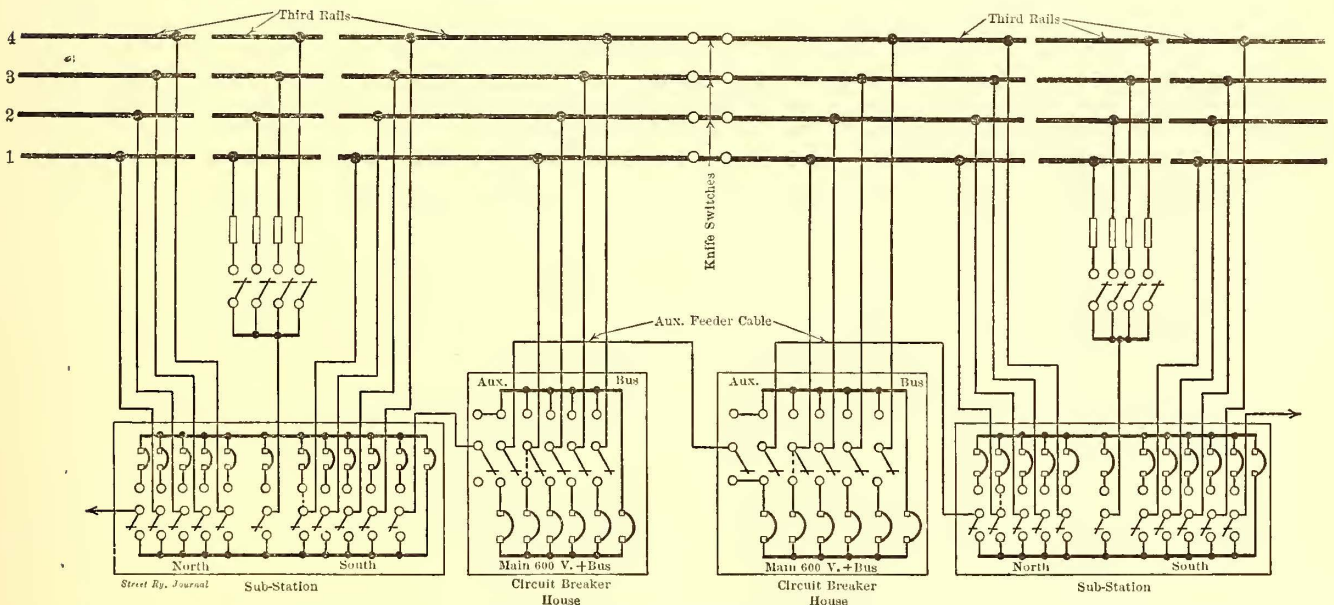 Third Rails
Third Rails
4
3
2
1
Knife Switches
Aux. Feeder Cable
Aux. Bus
Aux. Bus
North South
Main 600 V. +Bus
Main 600 V. +Bus
North South
Street Ry. Journal
Sub-Station
Circuit Breaker
House
Circuit Breaker
House
Sub-Station